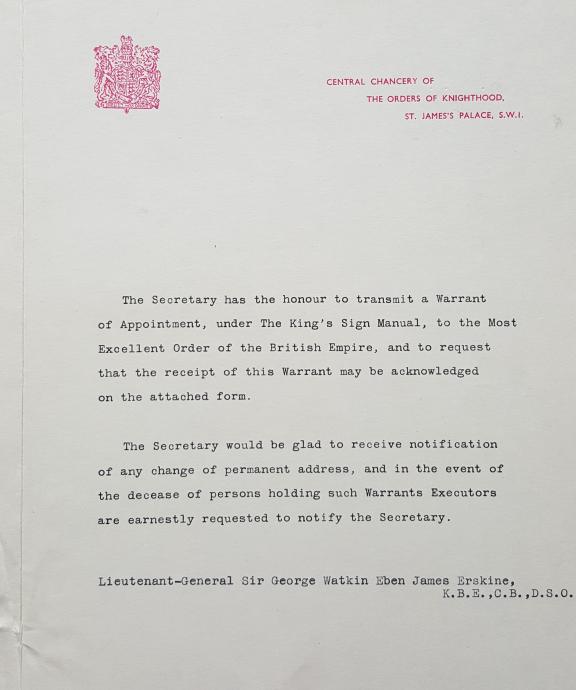 CENTRAL CHANCERY OF
THE ORDERS OF KNIGHTHOOD,
ST. JAMES'S PALACE, S.W.1.
The Secretary has the honour to transmit a Warrant
of Appointment, under The King's Sign Manual, to the Most
Excellent Order of the British Empire, and to request
that the receipt of this Warrant may be acknowledged
on the attached form.
The Secretary would be glad to receive notification
of any change of permanent address, and in the event of
the decease of persons holding such Warrants Executors
are earnestly requested to notify the Secretary.
Lieutenant-General Sir George Watkin Eben James Erskine,
K.B.E.,C.B.,D.S.O.